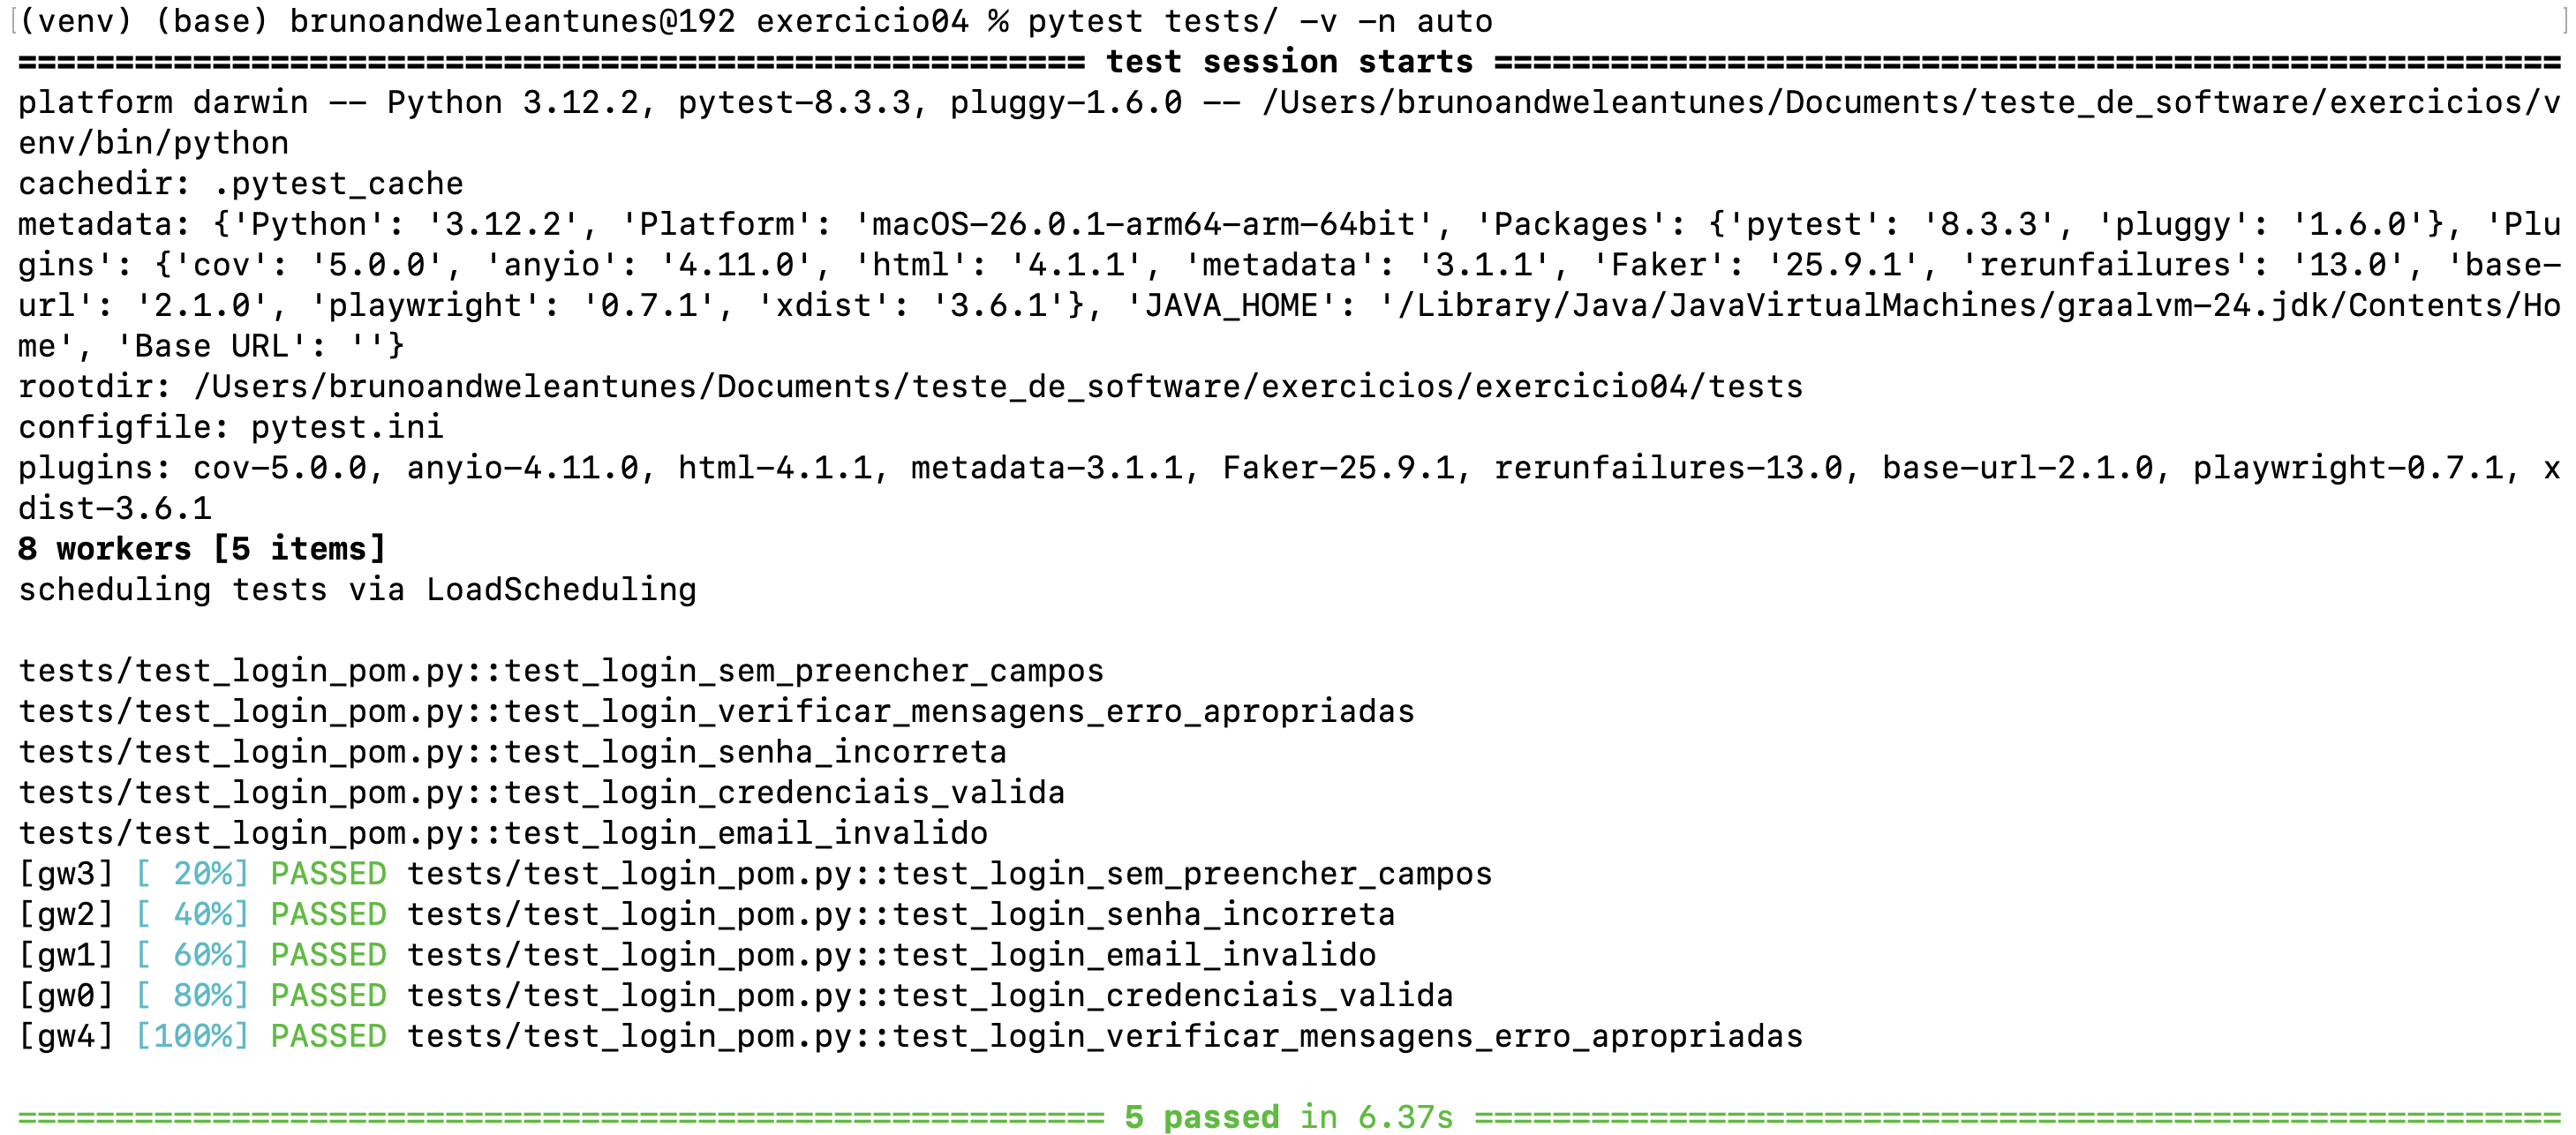 [(venv) (base) brunoandweleantunes@192 exercicio04 % pytest tests/ -v -n auto ]
======================================================= test session starts =======================================================
platform darwin -- Python 3.12.2, pytest-8.3.3, pluggy-1.6.0 -- /Users/brunoandweleantunes/Documents/teste_de_software/exercicios/v
env/bin/python
cachedir: .pytest_cache
metadata: {'Python': '3.12.2', 'Platform': 'macOS-26.0.1-arm64-arm-64bit', 'Packages': {'pytest': '8.3.3', 'pluggy': '1.6.0'}, 'Plu
gins': {'cov': '5.0.0', 'anyio': '4.11.0', 'html': '4.1.1', 'metadata': '3.1.1', 'Faker': '25.9.1', 'rerunfailures': '13.0', 'base-
url': '2.1.0', 'playwright': '0.7.1', 'xdist': '3.6.1'}, 'JAVA_HOME': '/Library/Java/JavaVirtualMachines/graalvm-24.jdk/Contents/Ho
me', 'Base URL': ''}
rootdir: /Users/brunoandweleantunes/Documents/teste_de_software/exercicios/exercicio04/tests
configfile: pytest.ini
plugins: cov-5.0.0, anyio-4.11.0, html-4.1.1, metadata-3.1.1, Faker-25.9.1, rerunfailures-13.0, base-url-2.1.0, playwright-0.7.1, x
dist-3.6.1
8 workers [5 items]
scheduling tests via LoadScheduling
tests/test_login_pom.py::test_login_sem_preencher_campos
tests/test_login_pom.py::test_login_verificar_mensagens_erro_apropriadas
tests/test_login_pom.py::test_login_senha_incorreta
tests/test_login_pom.py::test_login_credenciais_valida
tests/test_login_pom.py::test_login_email_invalido
[gw3] [ 20%] PASSED tests/test_login_pom.py::test_login_sem_preencher_campos
[gw2] [ 40%] PASSED tests/test_login_pom.py::test_login_senha_incorreta
[gw1] [ 60%] PASSED tests/test_login_pom.py::test_login_email_invalido
[gw0] [ 80%] PASSED tests/test_login_pom.py::test_login_credenciais_valida
[gw4] [100%] PASSED tests/test_login_pom.py::test_login_verificar_mensagens_erro_apropriadas
======================================================== 5 passed in 6.37s ========================================================